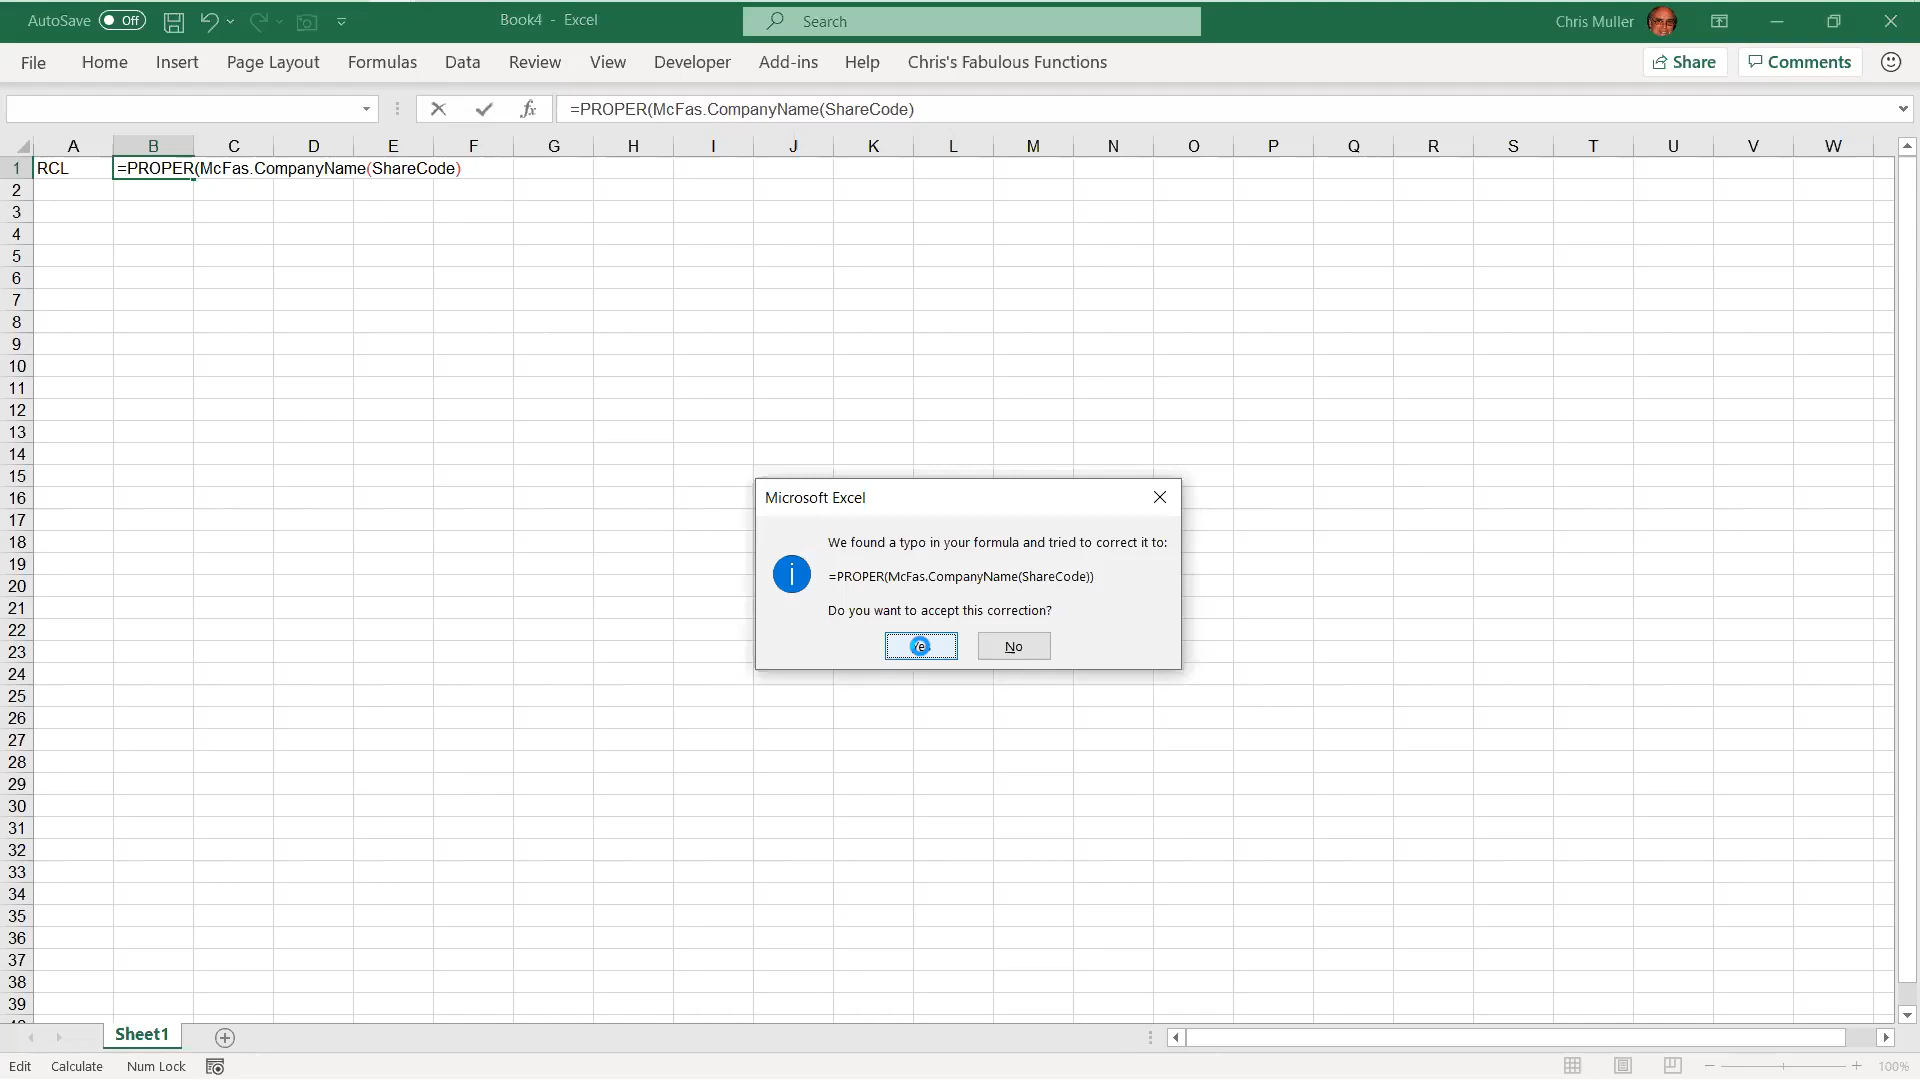 AutoSave Off
Book4 - Excel
Search
Chris Muller
File Home Insert Page Layout Formulas Data Review View Developer Add-ins Help Chris's Fabulous Functions
Share Comments
fx =PROPER(McFas.CompanyName(ShareCode)
A B C D E F G H I J K L M N O P Q R S T U V W
1 RCL =PROPER(McFas.CompanyName(ShareCode)
2
3
4
5
6
7
8
9
10
11
12
13
14
15
16
17
18
19
20
21
22
23
24
25
26
27
28
29
30
31
32
33
34
35
36
37
38
39
Microsoft Excel
We found a typo in your formula and tried to correct it to:
=PROPER(McFas.CompanyName(ShareCode))
Do you want to accept this correction?
No
Sheet1
Edit Calculate Num Lock
100%